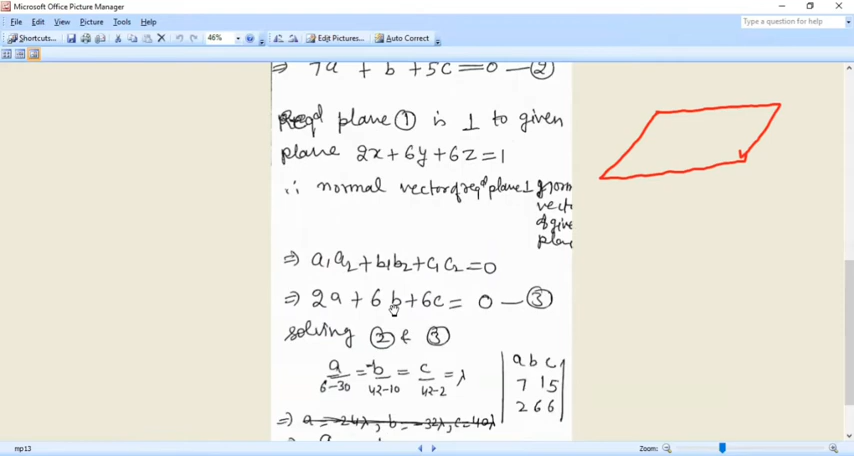 Microsoft Office Picture Manager
File Edit View Picture Tools Help
Type a question for help
Shortcuts... 46% Edit Pictures... Auto Correct
⇒ 7a + b + 5c = 0 — ②
Req'd plane ① is ⊥ to given
plane 2x + 6y + 6z = 1
∴ normal vector of req'd plane ⊥ normal
vector
of given
plane
⇒ a₁a₂ + b₁b₂ + c₁c₂ = 0
⇒ 2a + 6b + 6c = 0 — ③
solving ② & ③
a/6-30 = -b/42-10 = c/42-2 = λ
a b c
7 1 5
2 6 6
⇒ a = -24λ, b = -32λ, c = 40λ
mp13
Zoom: